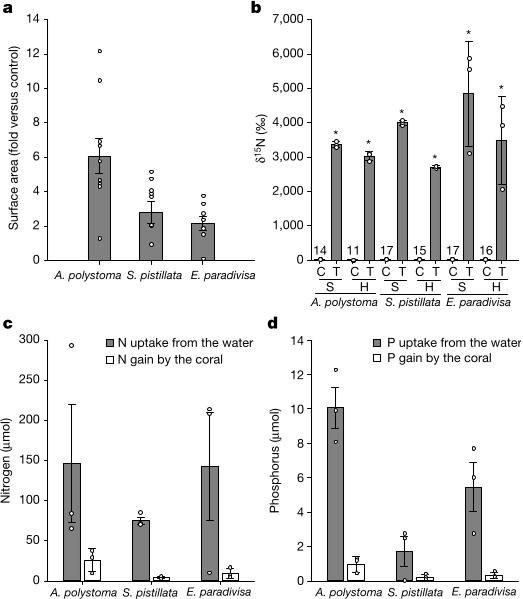 a
Surface area (fold versus control)
14
12
10
8
6
4
2
0
A. polystoma S. pistillata E. paradivisa
b
δ¹⁵N (‰)
7,000
6,000
5,000
4,000
3,000
2,000
1,000
0
* * * * * *
14 11 17 15 17 16
C T C T C T C T C T C T
S H S H S H
A. polystoma S. pistillata E. paradivisa
c
Nitrogen (μmol)
300
250
200
150
100
50
0
N uptake from the water
N gain by the coral
A. polystoma S. pistillata E. paradivisa
d
Phosphorus (μmol)
14
12
10
8
6
4
2
0
P uptake from the water
P gain by the coral
A. polystoma S. pistillata E. paradivisa